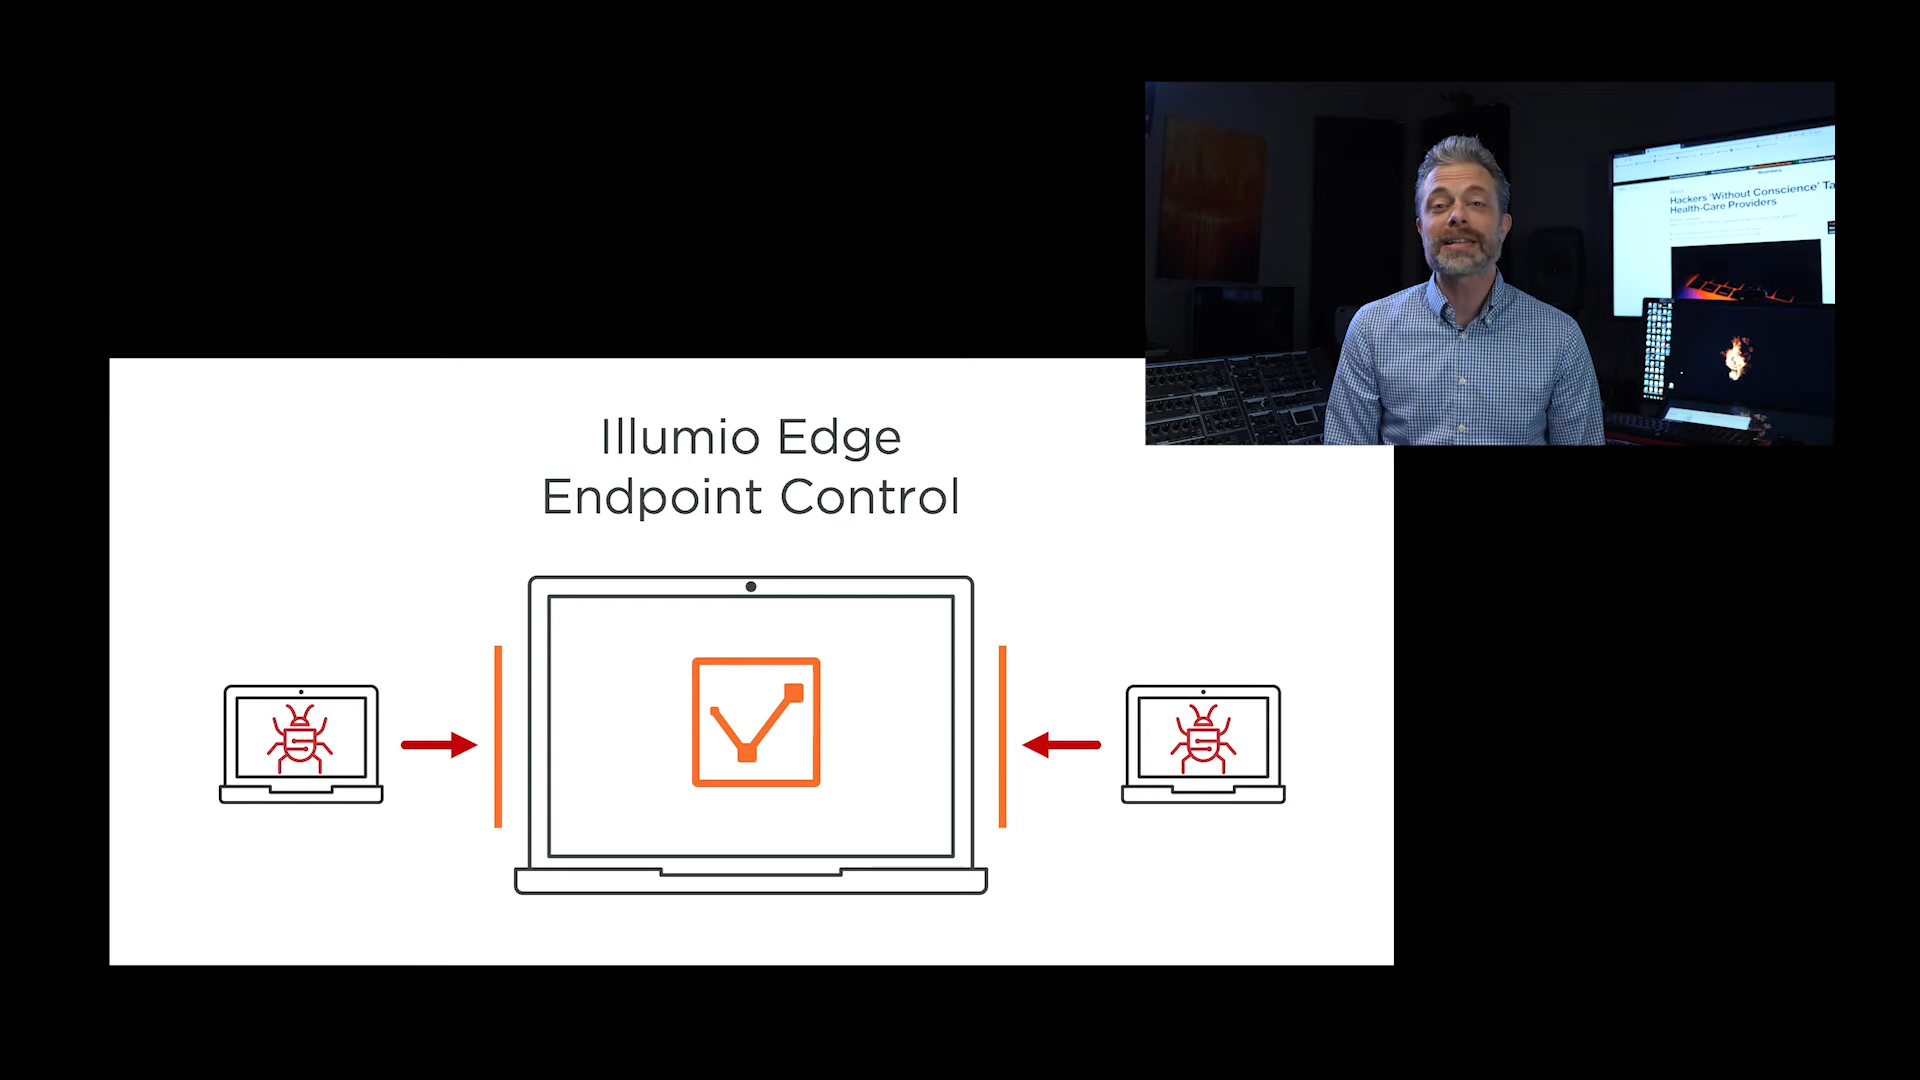 Illumio Edge
Endpoint Control
Hackers 'Without Conscience' Ta
Health-Care Providers